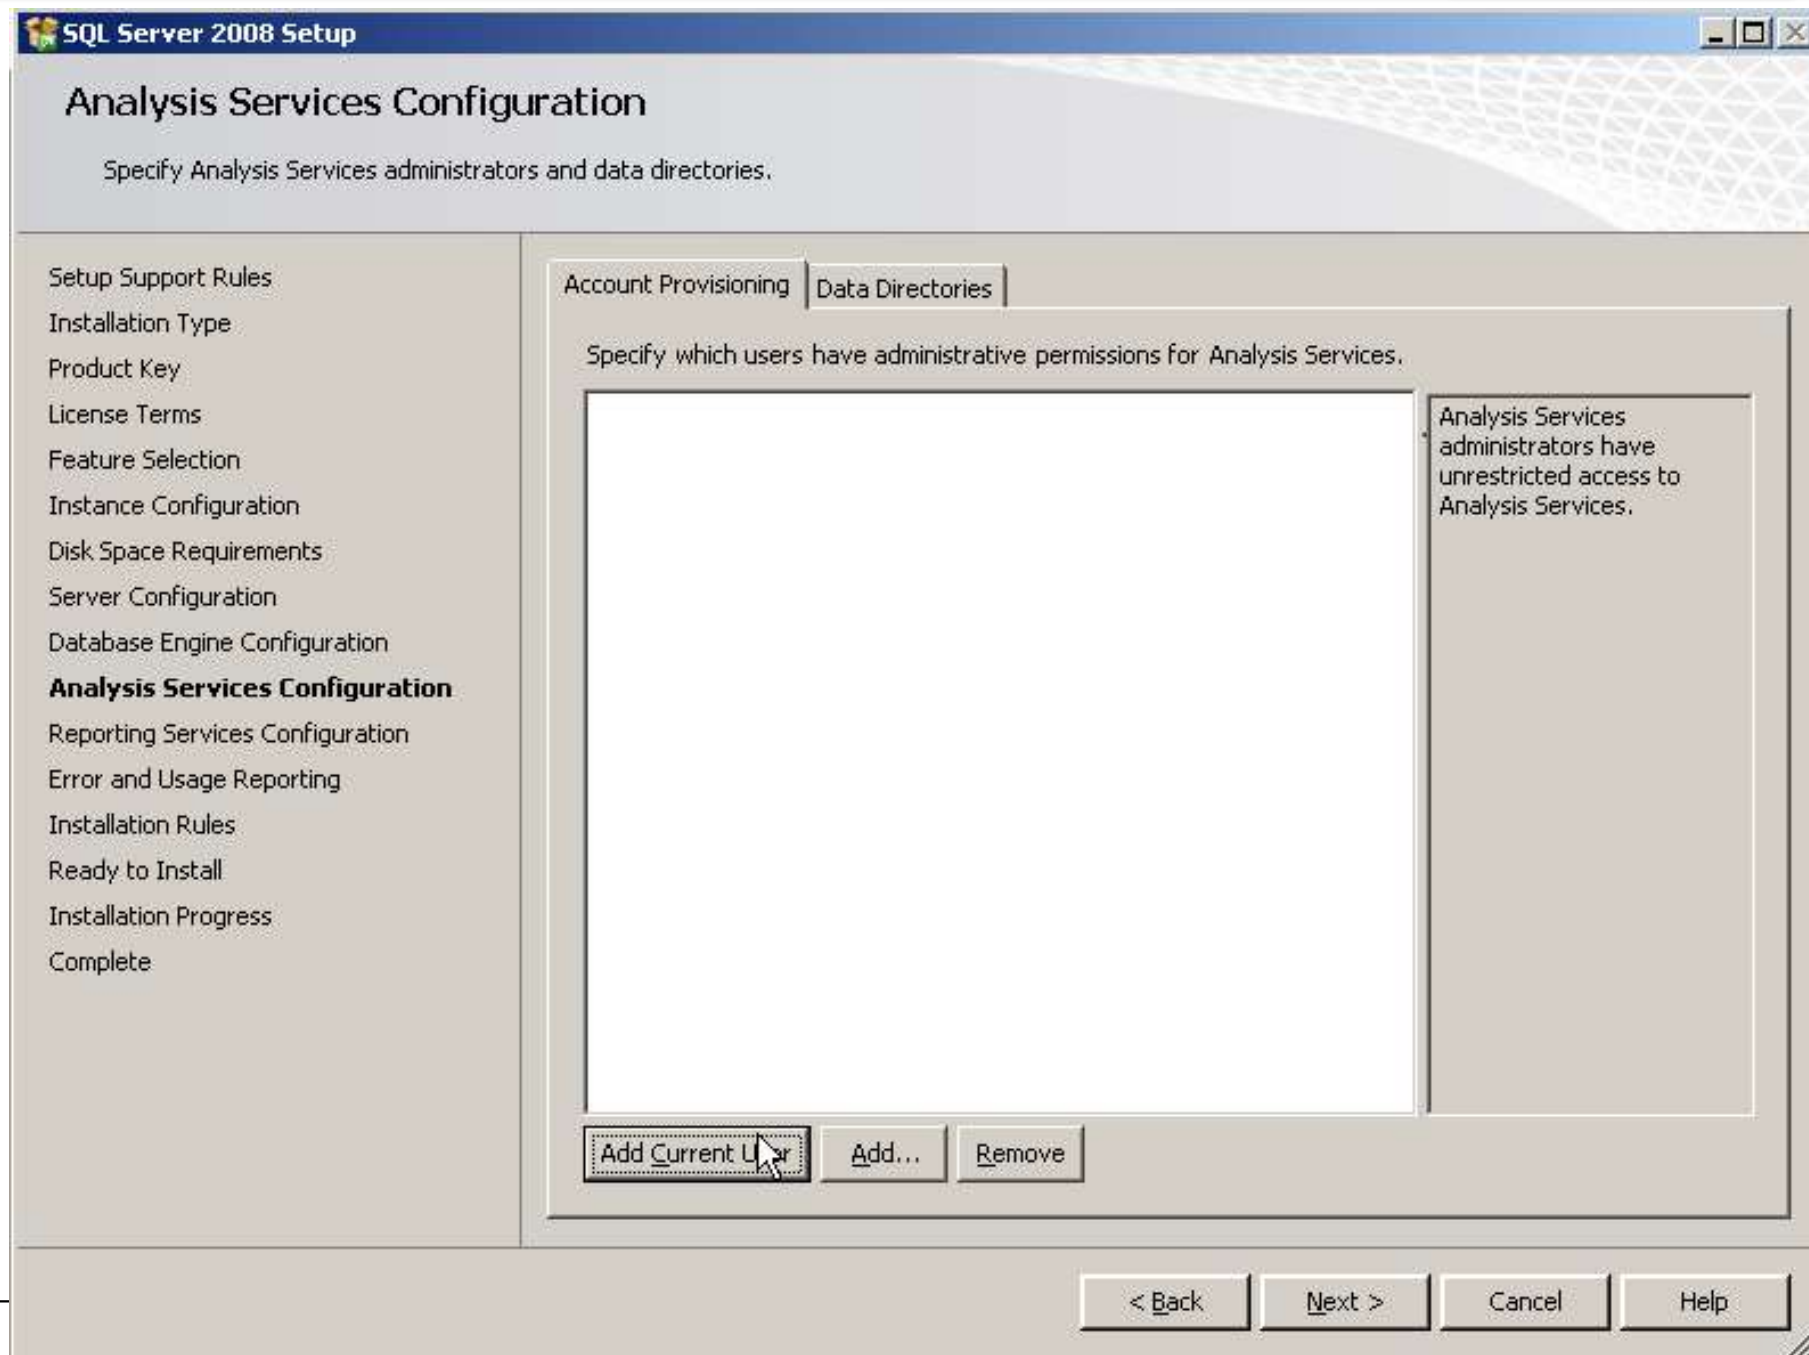 SQL Server 2008 Setup
Analysis Services Configuration
Specify Analysis Services administrators and data directories.
Setup Support Rules
Installation Type
Product Key
License Terms
Feature Selection
Instance Configuration
Disk Space Requirements
Server Configuration
Database Engine Configuration
Analysis Services Configuration
Reporting Services Configuration
Error and Usage Reporting
Installation Rules
Ready to Install
Installation Progress
Complete
Account Provisioning
Data Directories
Specify which users have administrative permissions for Analysis Services.
Analysis Services
administrators have
unrestricted access to
Analysis Services.
Add Current User
Add...
Remove
< Back
Next >
Cancel
Help